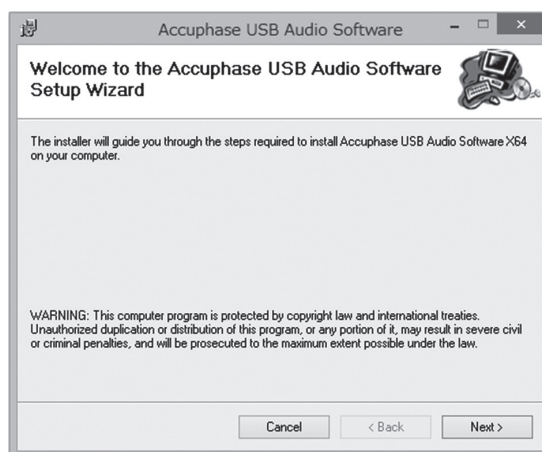 Accuphase USB Audio Software
Welcome to the Accuphase USB Audio Software
Setup Wizard
The installer will guide you through the steps required to install Accuphase USB Audio Software X64
on your computer.
WARNING: This computer program is protected by copyright law and international treaties.
Unauthorized duplication or distribution of this program, or any portion of it, may result in severe civil
or criminal penalties, and will be prosecuted to the maximum extent possible under the law.
Cancel
< Back
Next >